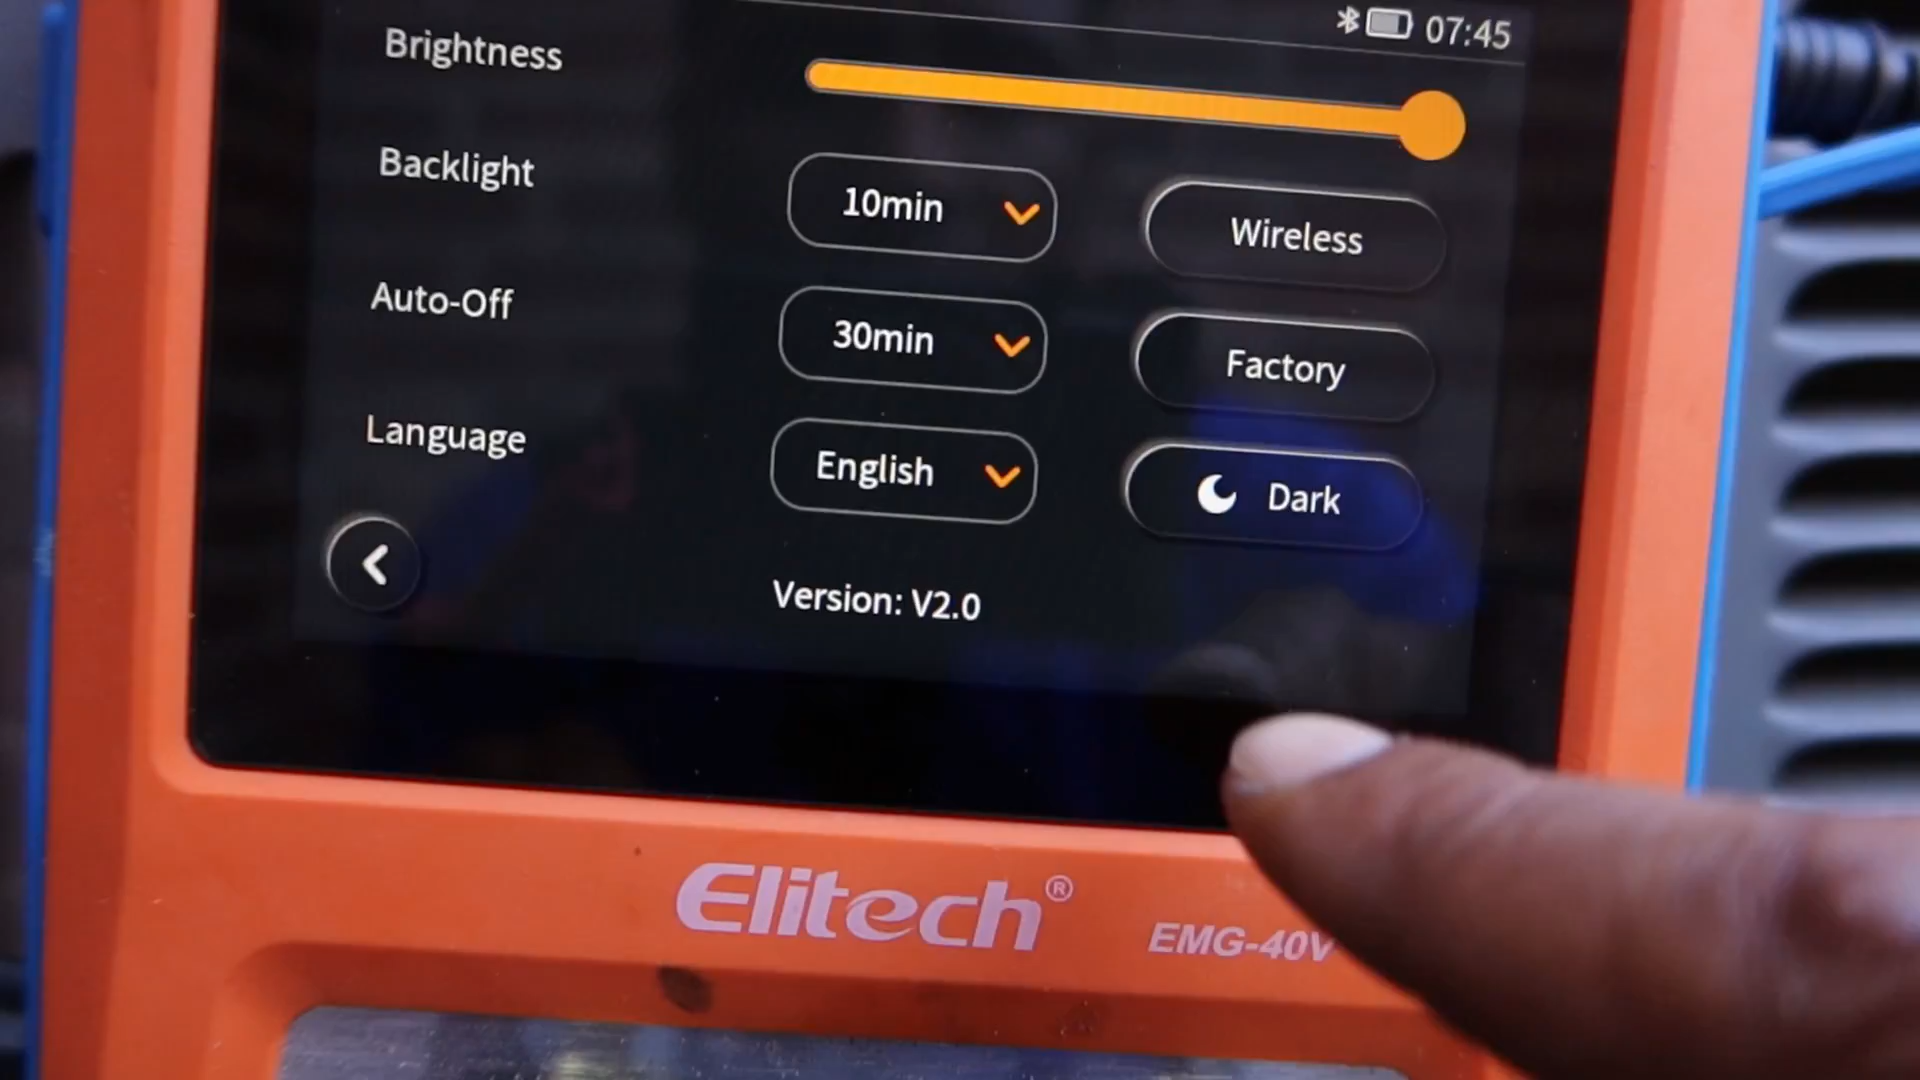 07:45
Brightness
Backlight
10min
Wireless
Auto-Off
30min
Factory
Language
English
Dark
Version: V2.0
Elitech®
EMG-40V